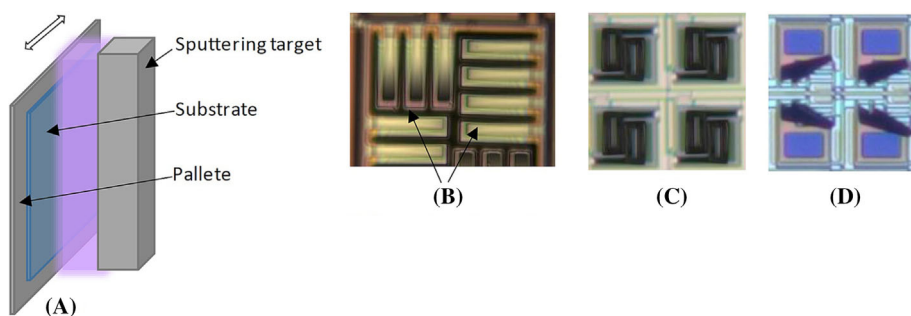 Sputtering target
Substrate
Pallete
(A)
(B)
(C)
(D)